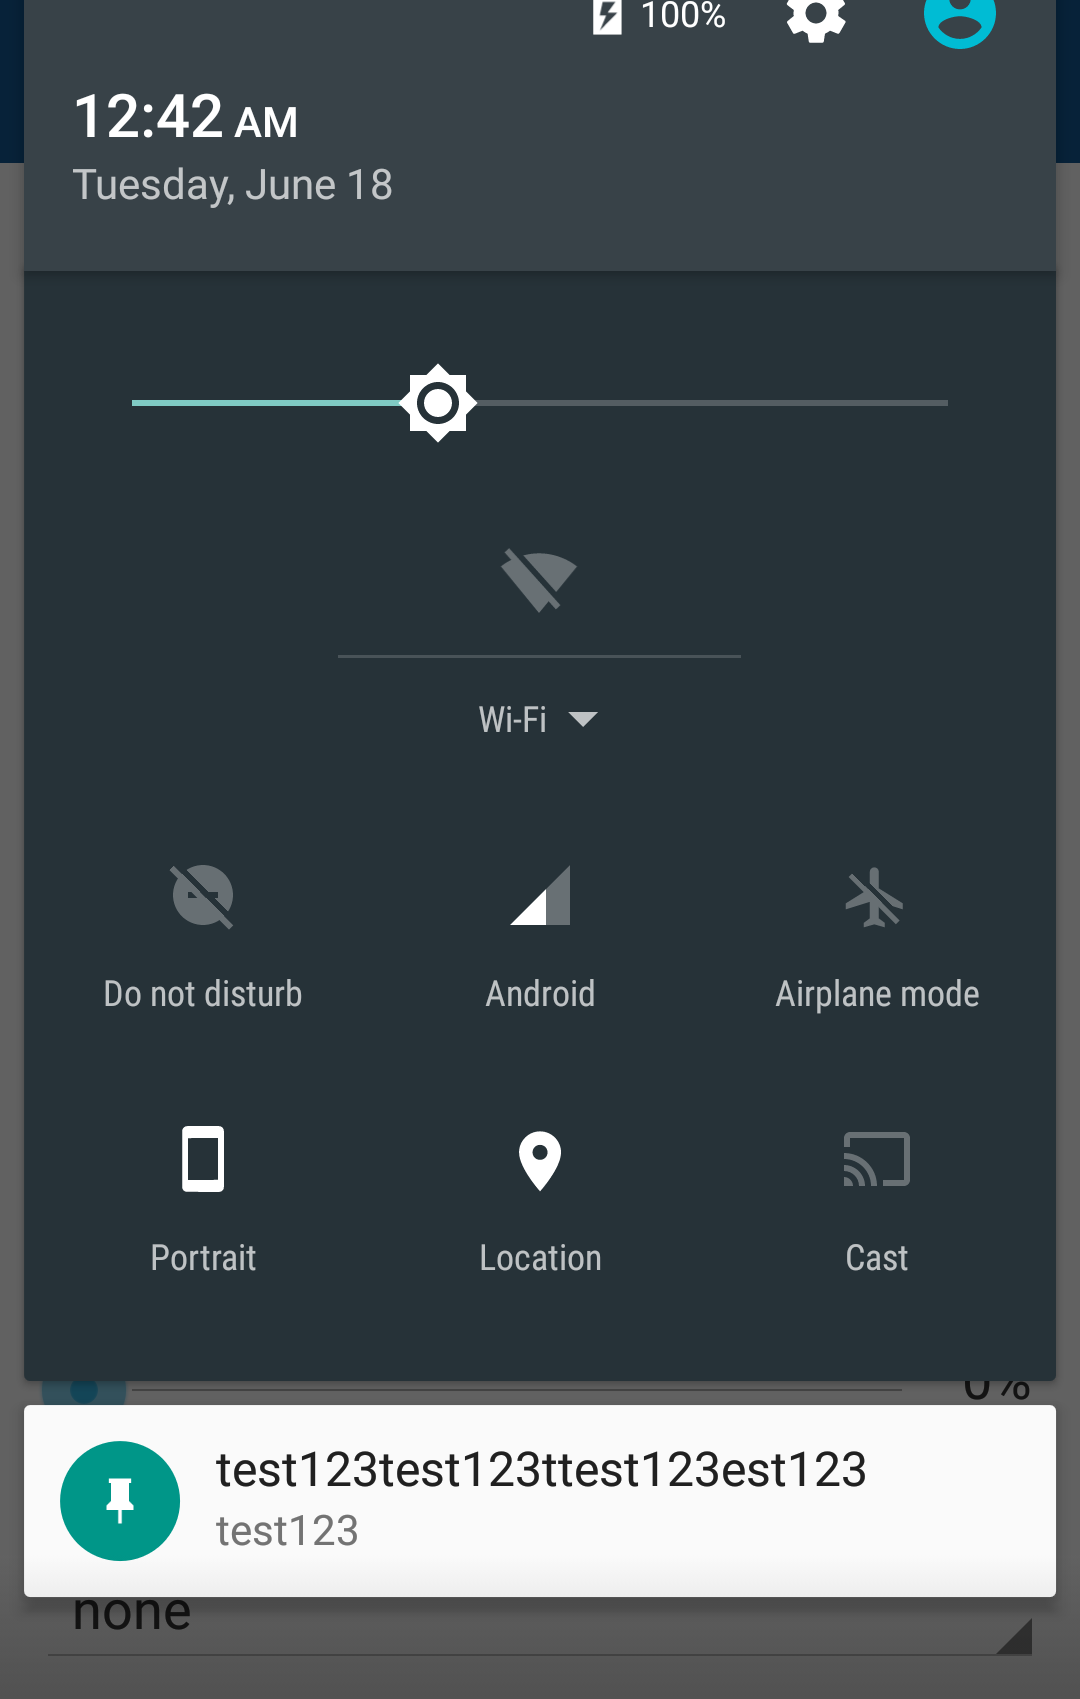 100%
12:42 AM
Tuesday, June 18
Wi-Fi
Do not disturb
Android
Airplane mode
Portrait
Location
Cast
0%
test123test123ttest123est123
test123
none